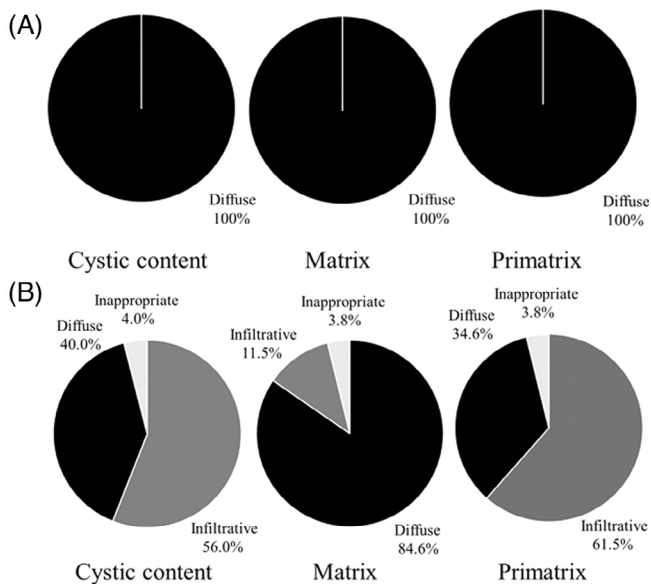 (A)
Diffuse
100%
Diffuse
100%
Diffuse
100%
Cystic content
Matrix
Primatrix
(B)
Inappropriate
4.0%
Diffuse
40.0%
Infiltrative
56.0%
Cystic content
Inappropriate
3.8%
Infiltrative
11.5%
Diffuse
84.6%
Matrix
Inappropriate
3.8%
Diffuse
34.6%
Infiltrative
61.5%
Primatrix